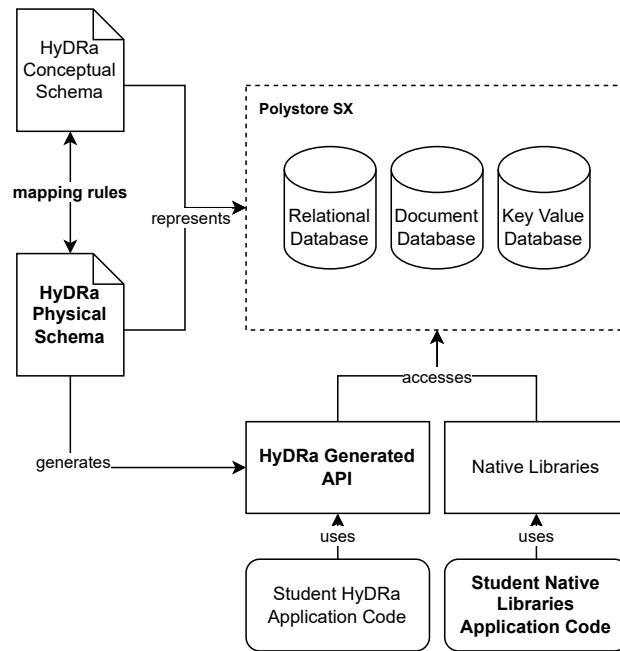 HyDRa
Conceptual
Schema
Polystore SX
mapping rules
represents
Relational
Database
Document
Database
Key Value
Database
HyDRa
Physical
Schema
accesses
generates
HyDRa Generated
API
Native Libraries
uses
uses
Student HyDRa
Application Code
Student Native
Libraries
Application Code